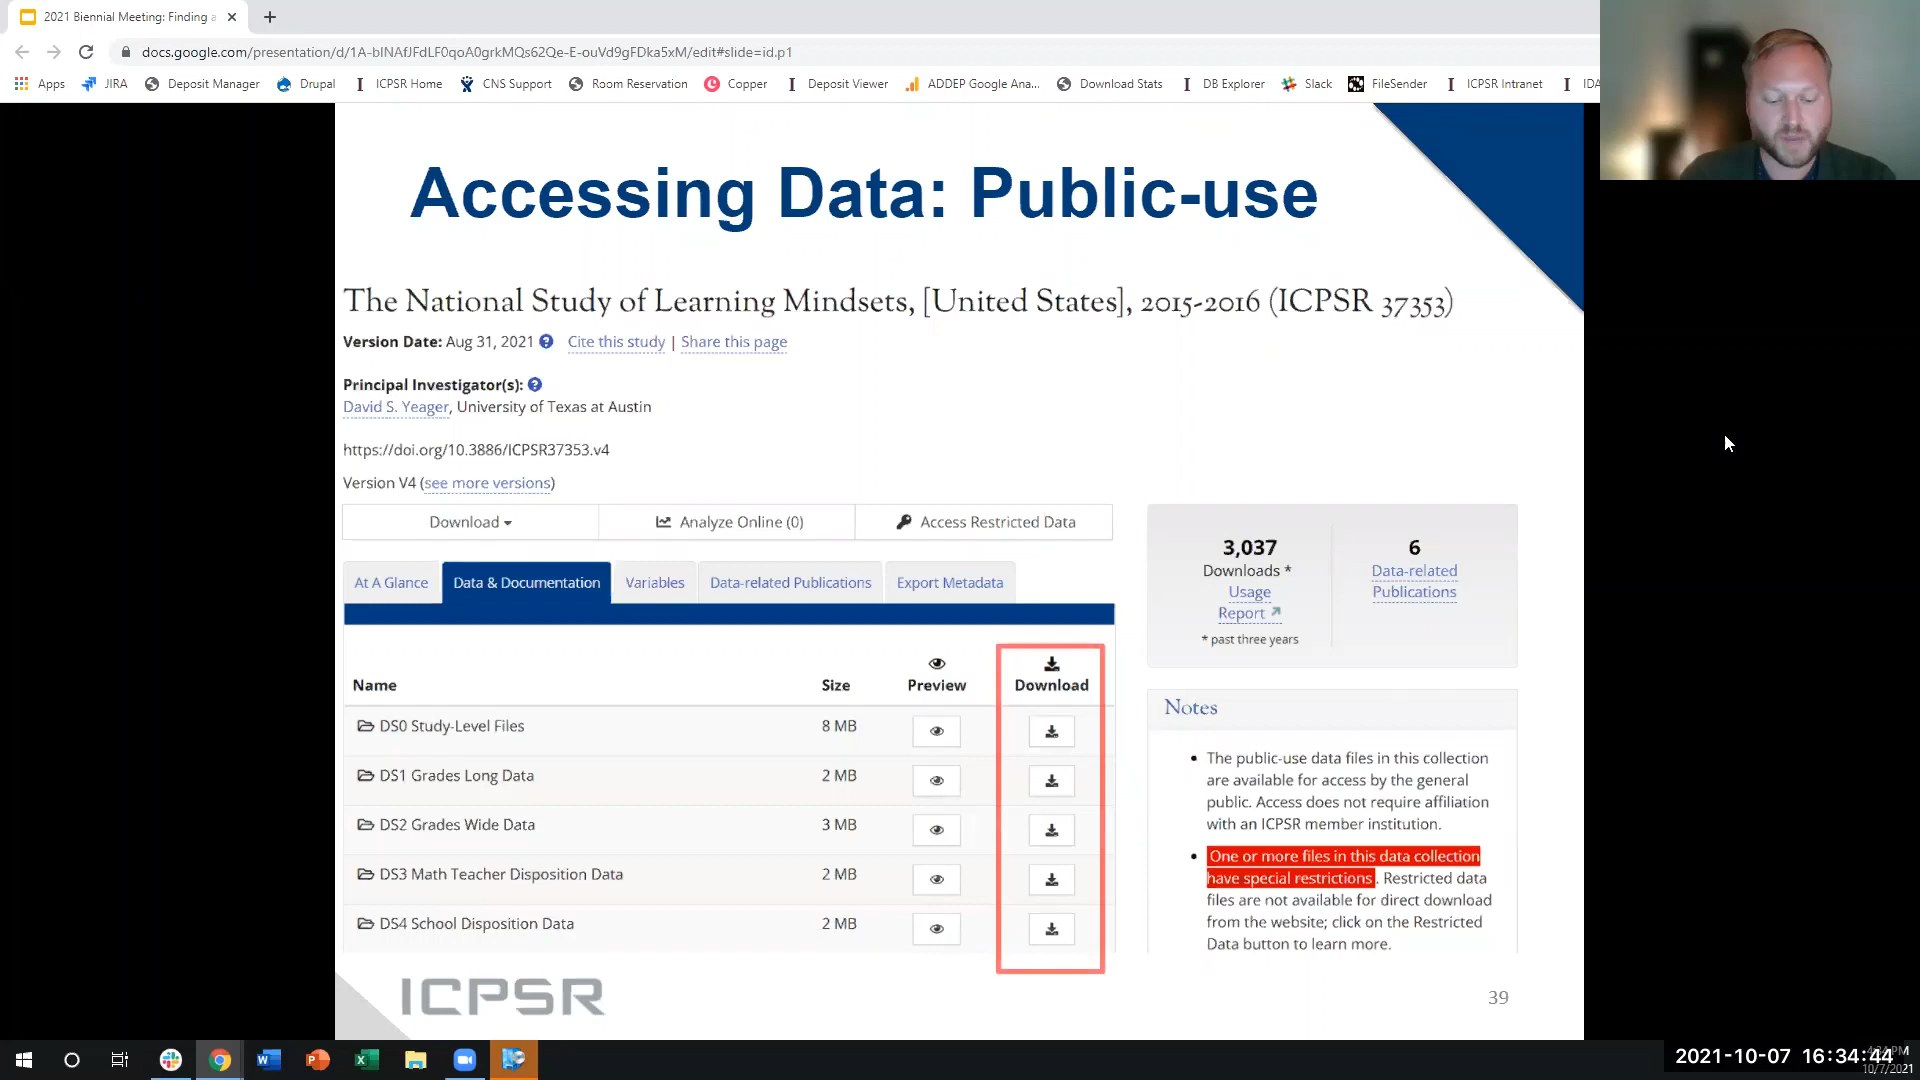 2021 Biennial Meeting: Finding a
docs.google.com/presentation/d/1A-bINAfJFdLF0qoA0grkMQs62Qe-E-ouVd9gFDka5xM/edit#slide=id.p1
Apps JIRA Deposit Manager Drupal ICPSR Home CNS Support Room Reservation Copper Deposit Viewer ADDEP Google Ana... Download Stats DB Explorer Slack FileSender ICPSR Intranet IDA
Accessing Data: Public-use
The National Study of Learning Mindsets, [United States], 2015-2016 (ICPSR 37353)
Version Date: Aug 31, 2021 ? Cite this study | Share this page
Principal Investigator(s): ?
David S. Yeager, University of Texas at Austin
https://doi.org/10.3886/ICPSR37353.v4
Version V4 (see more versions)
Download Analyze Online (0) Access Restricted Data
At A Glance Data & Documentation Variables Data-related Publications Export Metadata
Name Size Preview Download
DS0 Study-Level Files 8 MB
DS1 Grades Long Data 2 MB
DS2 Grades Wide Data 3 MB
DS3 Math Teacher Disposition Data 2 MB
DS4 School Disposition Data 2 MB
3,037
Downloads *
Usage
Report
* past three years
6
Data-related
Publications
Notes
• The public-use data files in this collection
are available for access by the general
public. Access does not require affiliation
with an ICPSR member institution.
• One or more files in this data collection
have special restrictions. Restricted data
files are not available for direct download
from the website; click on the Restricted
Data button to learn more.
ICPSR
39
2021-10-07 16:34:44
10/7/2021